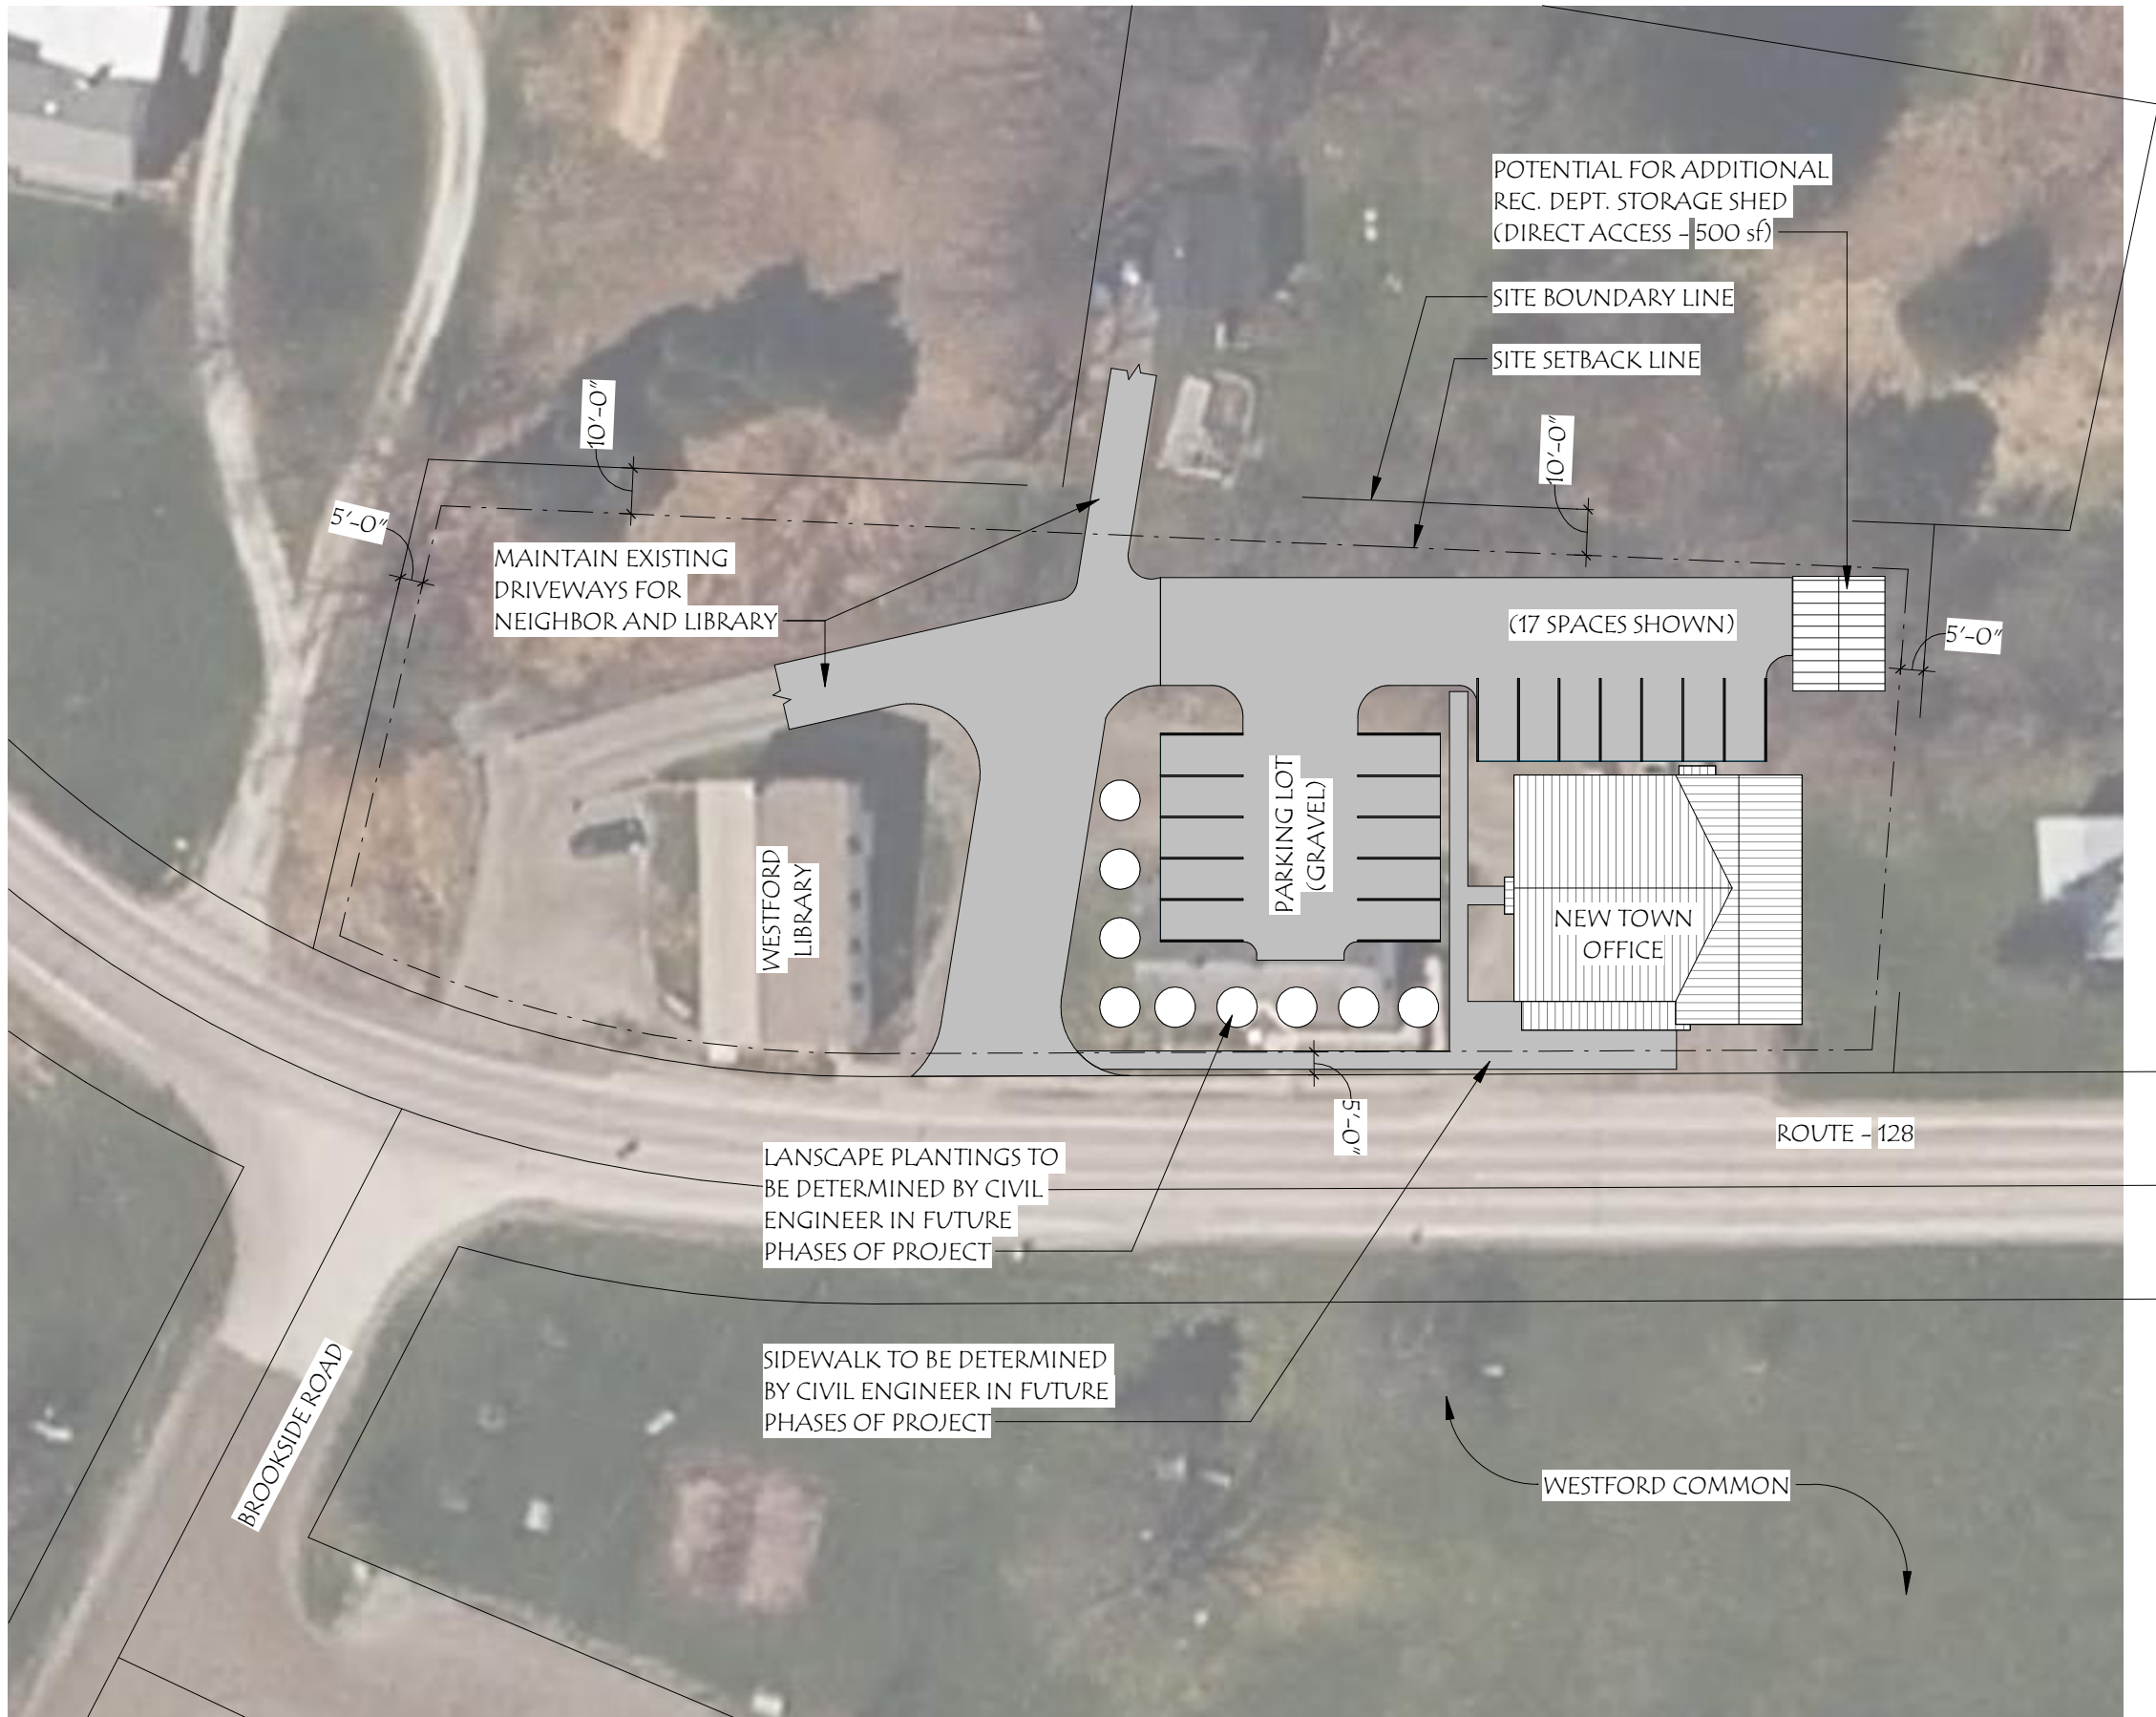 POTENTIAL FOR ADDITIONAL
REC. DEPT. STORAGE SHED
(DIRECT ACCESS - 500 sf)
SITE BOUNDARY LINE
SITE SETBACK LINE
10'-0"
10'-0"
5'-0"
MAINTAIN EXISTING
DRIVEWAYS FOR
NEIGHBOR AND LIBRARY
(17 SPACES SHOWN)
5'-0"
PARKING LOT
(GRAVEL)
WESTFORD
LIBRARY
NEW TOWN
OFFICE
5'-0"
ROUTE - 128
LANSCAPE PLANTINGS TO
BE DETERMINED BY CIVIL
ENGINEER IN FUTURE
PHASES OF PROJECT
SIDEWALK TO BE DETERMINED
BY CIVIL ENGINEER IN FUTURE
PHASES OF PROJECT
BROOKSIDE ROAD
WESTFORD COMMON